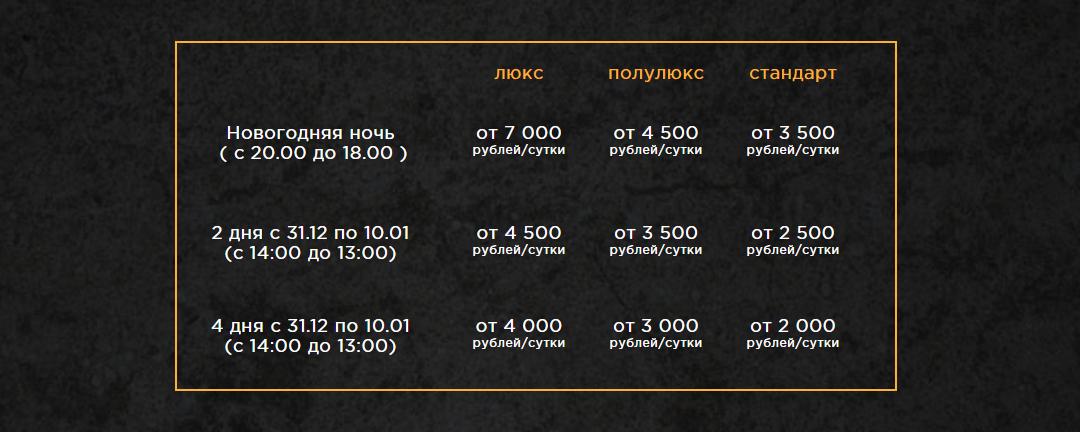 люкс полулюкс стандарт
Новогодняя ночь от 7 000 от 4 500 от 3 500
( с 20.00 до 18.00 ) рублей/сутки рублей/сутки рублей/сутки
2 дня с 31.12 по 10.01 от 4 500 от 3 500 от 2 500
(с 14:00 до 13:00) рублей/сутки рублей/сутки рублей/сутки
4 дня с 31.12 по 10.01 от 4 000 от 3 000 от 2 000
(с 14:00 до 13:00) рублей/сутки рублей/сутки рублей/сутки